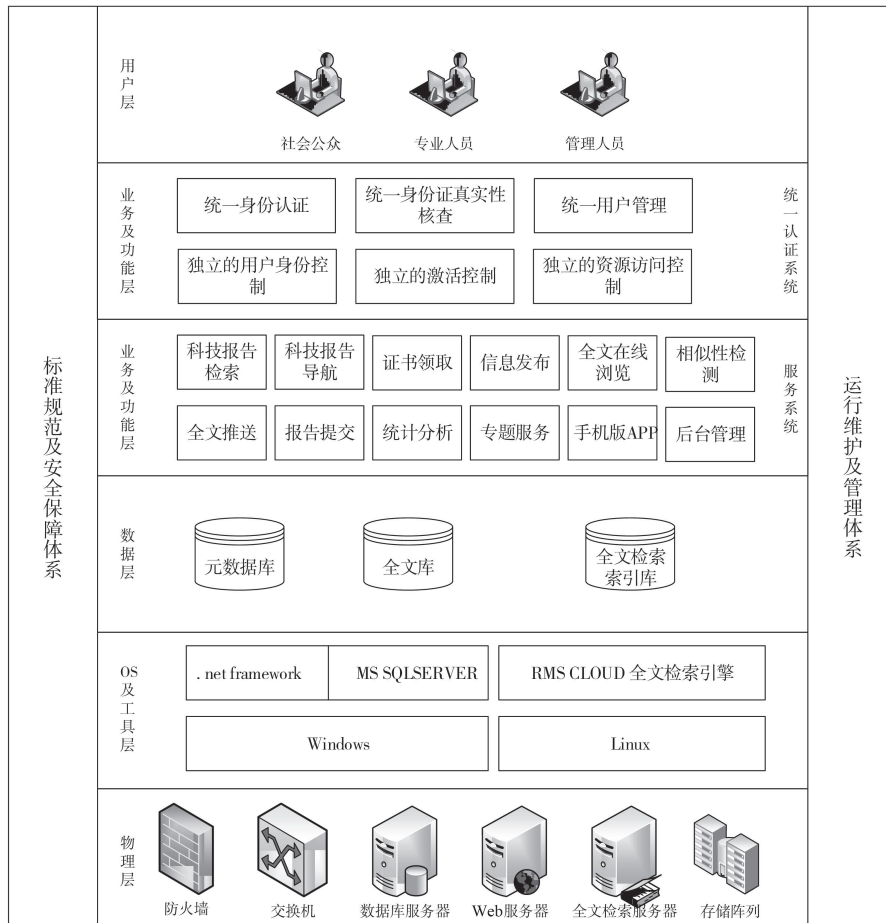 标准规范及安全保障体系
用户层
社会公众
专业人员
管理人员
业务及功能层
统一身份认证
统一身份证真实性
核查
统一用户管理
独立的用户身份控
制
独立的激活控制
独立的资源访问控
制
统一认证系统
业务及功能层
科技报告
检索
科技报告
导航
证书领取
信息发布
全文在线
浏览
相似性检
测
全文推送
报告提交
统计分析
专题服务
手机版APP
后台管理
服务系统
数据层
元数据库
全文库
全文检索
索引库
OS及工具层
. net framework
MS SQLSERVER
RMS CLOUD 全文检索引擎
Windows
Linux
物理层
防火墙
交换机
数据库服务器
Web服务器
全文检索服务器
存储阵列
运行维护及管理体系